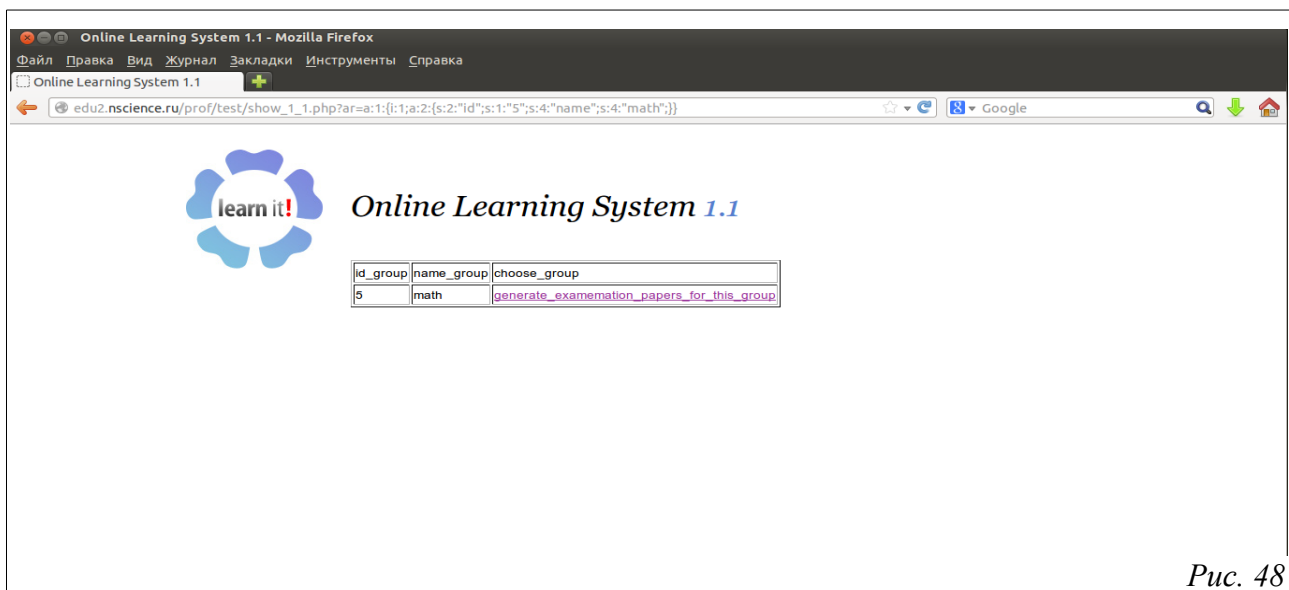 Online Learning System 1.1 - Mozilla Firefox
Файл Правка Вид Журнал Закладки Инструменты Справка
Online Learning System 1.1
edu2.nscience.ru/prof/test/show_1_1.php?ar=a:1:{i:1;a:2:{s:2:"id";s:1:"5";s:4:"name";s:4:"math";}} Google
learn it! Online Learning System 1.1
id_group name_group choose_group
5 math generate_examemation_papers_for_this_group
Рис. 48